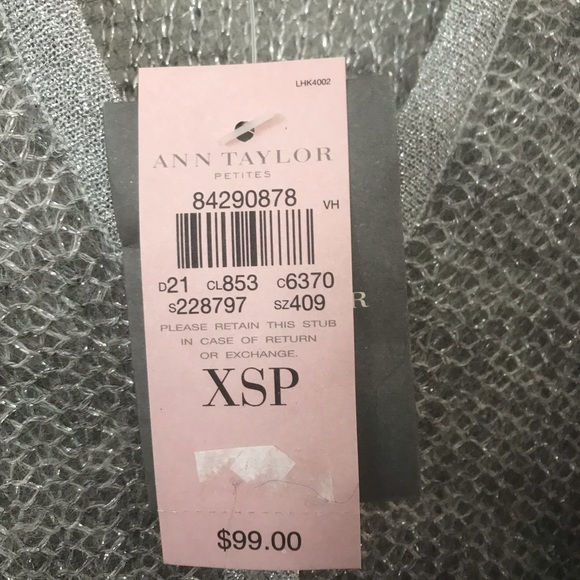 LHK4002
ANN TAYLOR
PETITES
84290878
VH
D21 CL853 C6370
S228797 SZ409
R
PLEASE RETAIN THIS STUB
IN CASE OF RETURN
OR EXCHANGE.
XSP
$99.00